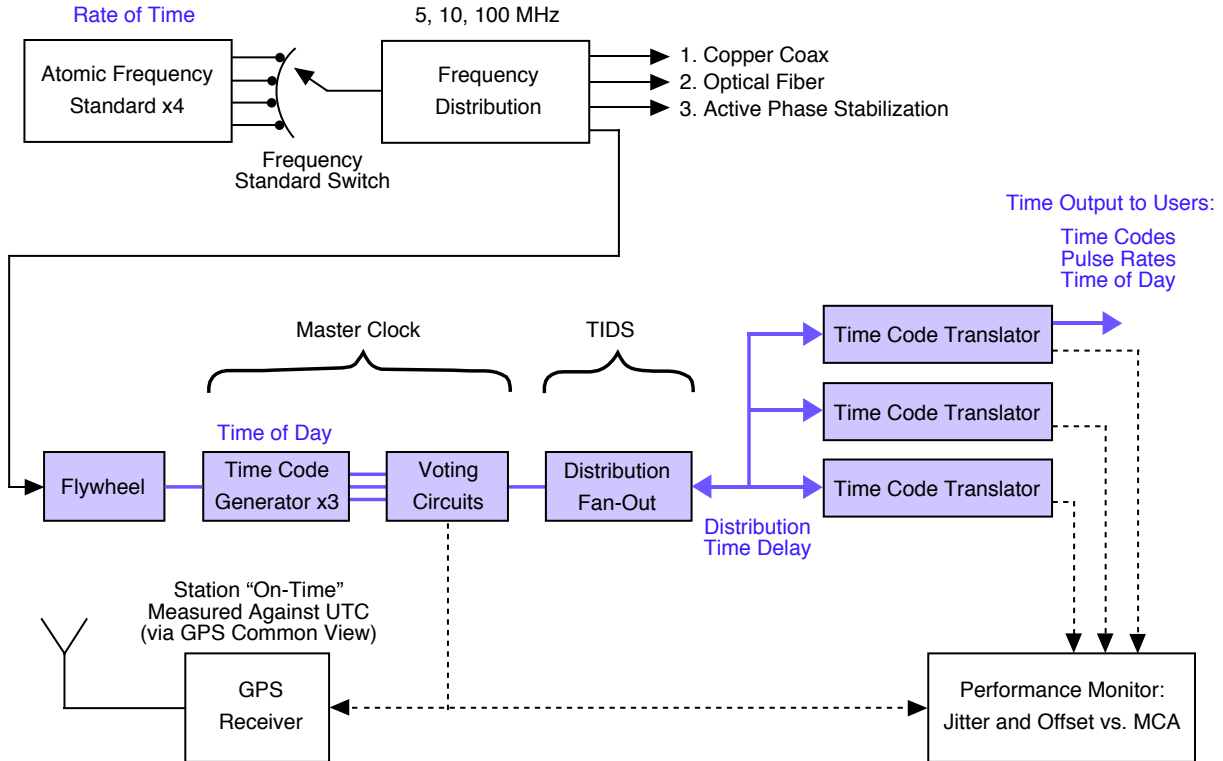 Rate of Time
5, 10, 100 MHz
Atomic Frequency
Standard x4
Frequency
Distribution
1. Copper Coax
2. Optical Fiber
3. Active Phase Stabilization
Frequency
Standard Switch
Time Output to Users:
Time Codes
Pulse Rates
Time of Day
Master Clock
TIDS
Time Code Translator
Time Code Translator
Time of Day
Flywheel
Time Code
Generator x3
Voting
Circuits
Distribution
Fan-Out
Time Code Translator
Distribution
Time Delay
Station “On-Time”
Measured Against UTC
(via GPS Common View)
GPS
Receiver
Performance Monitor:
Jitter and Offset vs. MCA